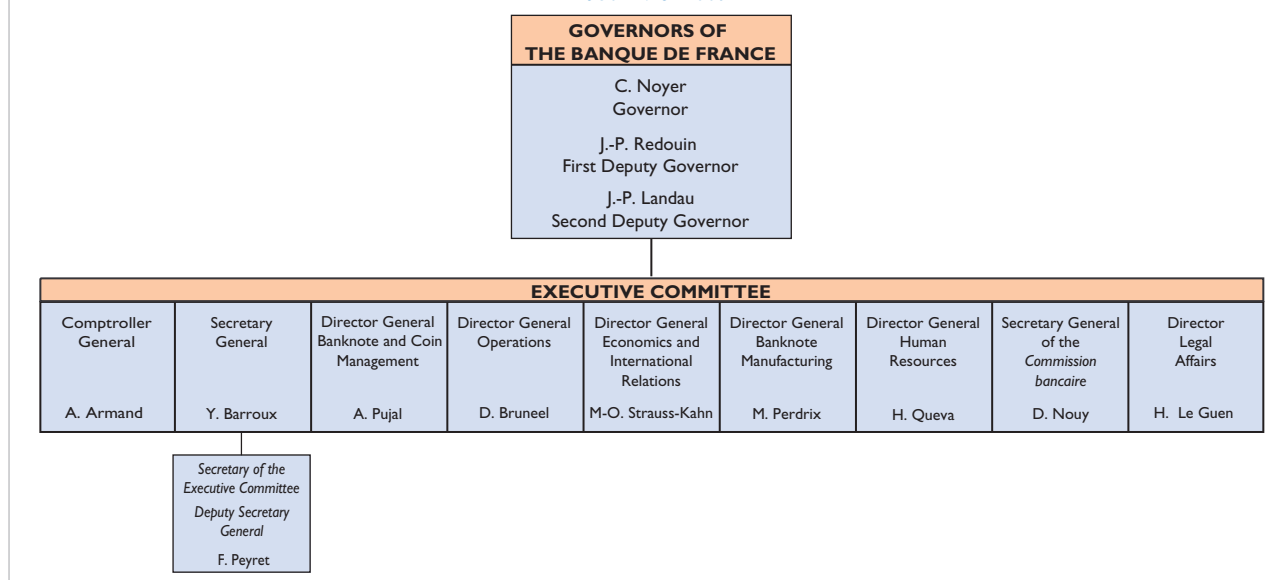 GOVERNORS OF
THE BANQUE DE FRANCE
C. Noyer
Governor
J.-P. Redouin
First Deputy Governor
J.-P. Landau
Second Deputy Governor
EXECUTIVE COMMITTEE
Comptroller
General
A. Armand
Secretary
General
Y. Barroux
Director General
Banknote and Coin
Management
A. Pujal
Director General
Operations
D. Bruneel
Director General
Economics and
International
Relations
M-O. Strauss-Kahn
Director General
Banknote
Manufacturing
M. Perdrix
Director General
Human
Resources
H. Queva
Secretary General
of the
Commission
bancaire
D. Nouy
Director
Legal
Affairs
H. Le Guen
Secretary of the
Executive Committee
Deputy Secretary
General
F. Peyret